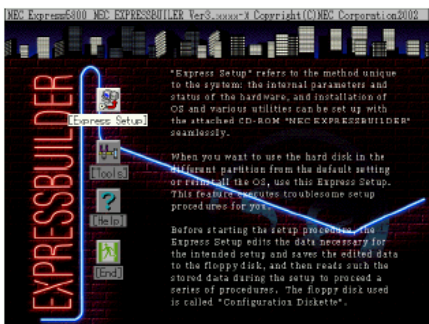 NEC Express5800 NEC EXPRESSBUILER Ver3.xxxx-X Copyright(C)NEC Corporation2002
EXPRESSBUILDER
[Express Setup]
[Tools]
[Help]
[End]
"Express Setup" refers to the method unique
to the system: the internal parameters and
status of the hardware, and installation of
OS and various utilities can be set up with
the attached CD-ROM "NEC EXPRESSBUILDER"
seamlessly.
When you want to use the hard disk in the
different partition from the default setting
or reinstall the OS, use this Express Setup.
This feature executes troublesome setup
procedures for you.
Before starting the setup procedure, the
Express Setup edits the data necessary for
the intended setup and saves the edited data
to the floppy disk, and then reads such the
stored data during the setup to proceed a
series of procedures. The floppy disk used
is called "Configuration Diskette".